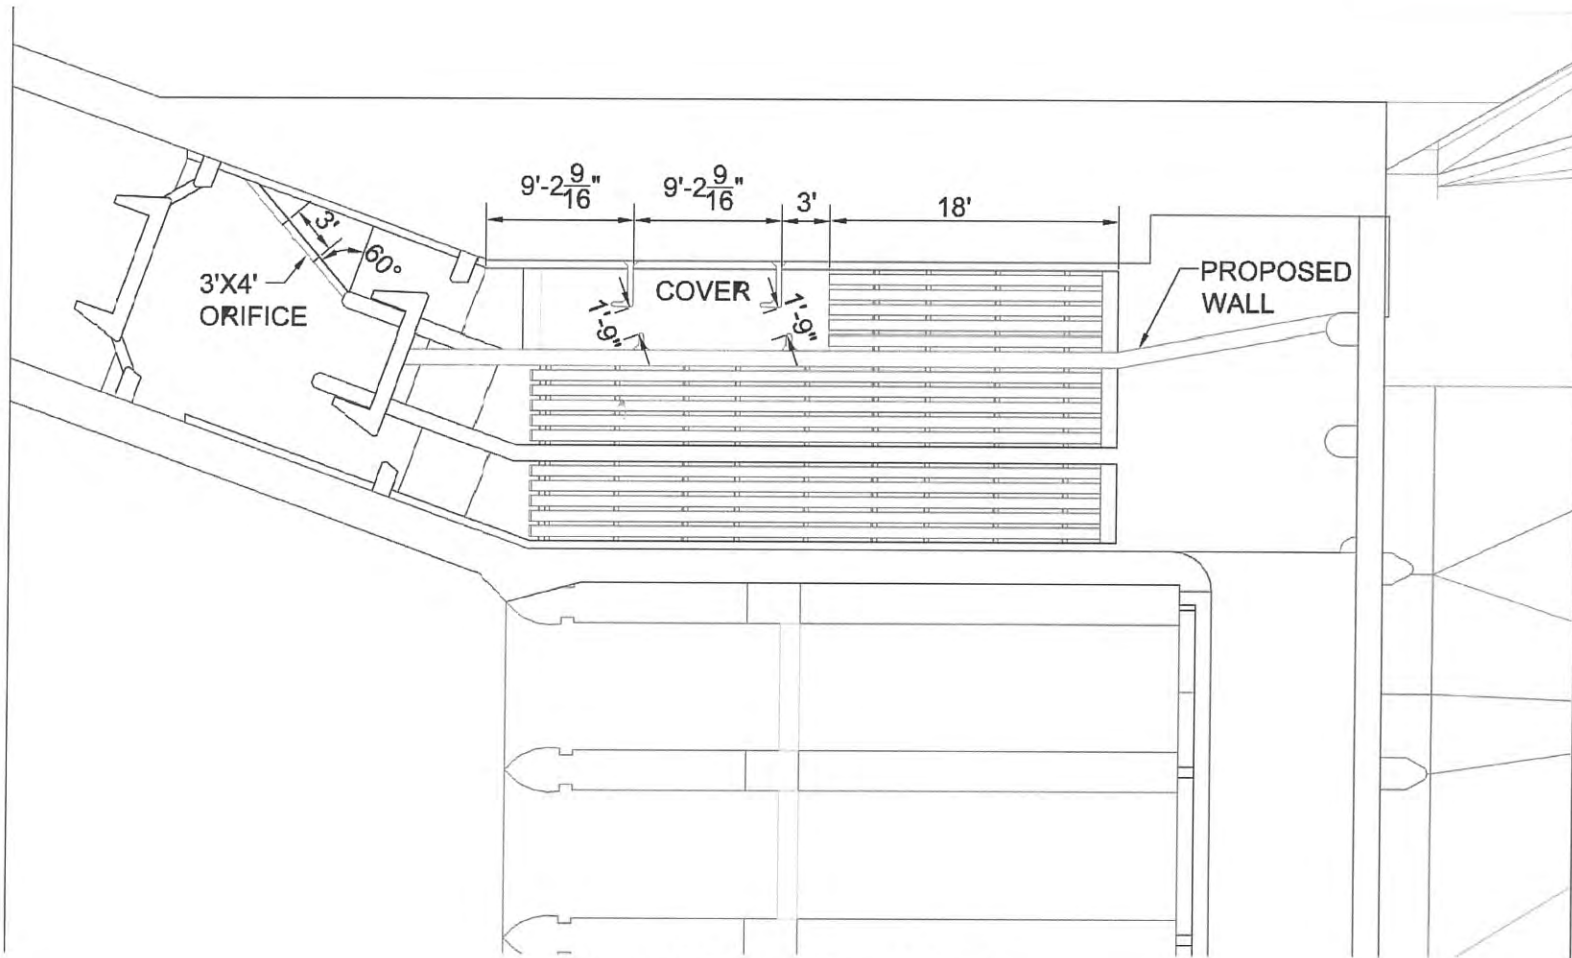 9'-2 9/16"
9'-2 9/16"
3'
18'
3'
60°
3'X4'
ORIFICE
COVER
1'-9"
1'-9"
PROPOSED
WALL